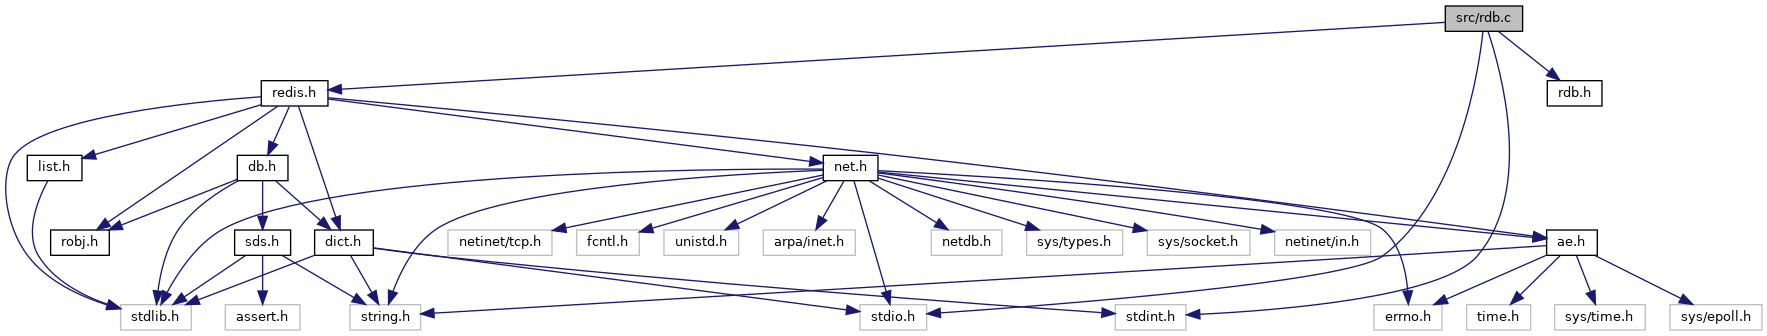 src/rdb.c
redis.h
rdb.h
list.h
db.h
net.h
robj.h
sds.h
dict.h
netinet/tcp.h
fcntl.h
unistd.h
arpa/inet.h
netdb.h
sys/types.h
sys/socket.h
netinet/in.h
ae.h
stdlib.h
assert.h
string.h
stdio.h
stdint.h
errno.h
time.h
sys/time.h
sys/epoll.h